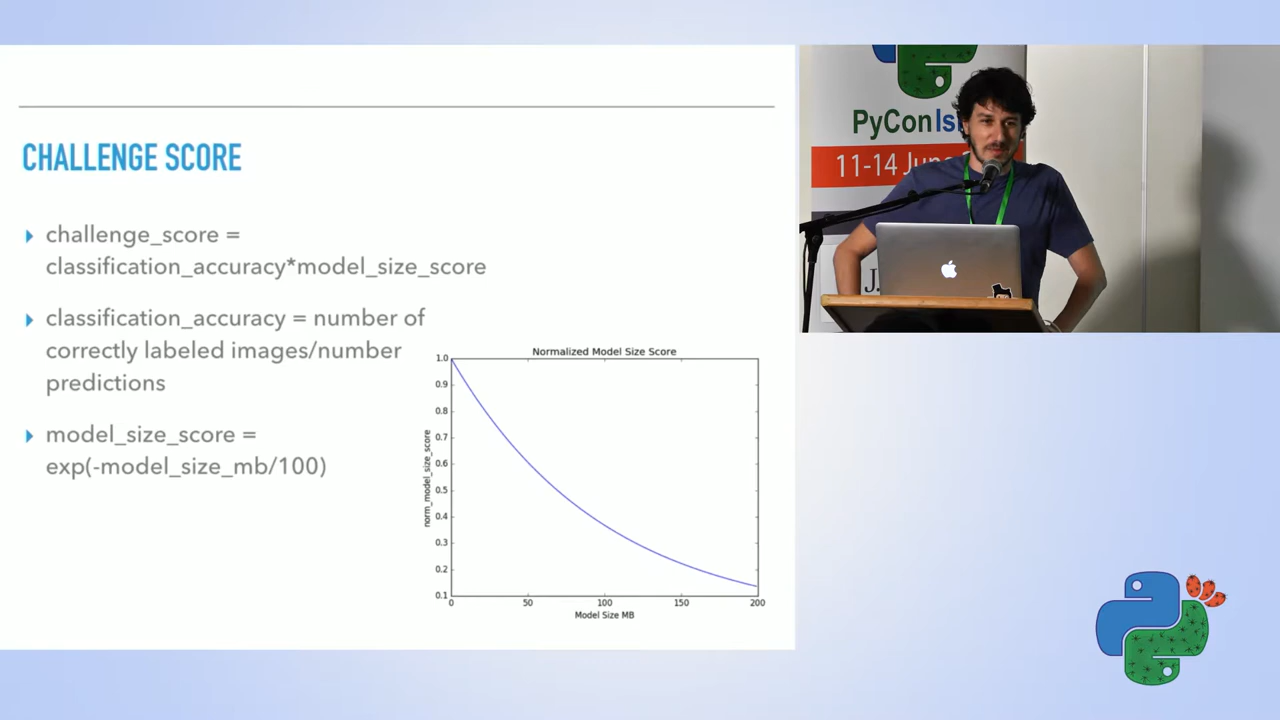 CHALLENGE SCORE
challenge_score =
classification_accuracy*model_size_score
classification_accuracy = number of
correctly labeled images/number
predictions
model_size_score =
exp(-model_size_mb/100)
Normalized Model Size Score
norm_model_size_score
1.0
0.9
0.8
0.7
0.6
0.5
0.4
0.3
0.2
0.1
0
50
100
150
200
Model Size MB
PyCon Is
11-14 June
J.